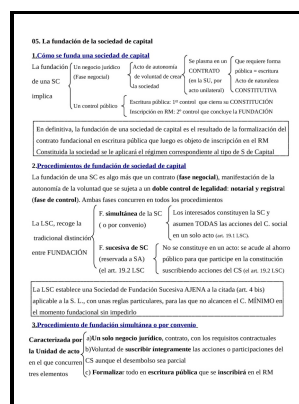 05. La fundación de la sociedad de capital
1.Cómo se funda una sociedad de capital
La fundación
de una SC
implica
Un negocio jurídico
(Fase negocial)
Acto de autonomía
de voluntad de crear
la sociedad
Se plasma en un
CONTRATO
(en la SU, por
acto unilateral)
Que requiere forma
pública = escritura
Acto de naturaleza
CONSTITUTIVA
Un control público
Escritura pública: 1º control que cierra su CONSTITUCIÓN
Inscripción en RM: 2º control que concluye la FUNDACIÓN
En definitiva, la fundación de una sociedad de capital es el resultado de la formalización del
contrato fundacional en escritura pública que luego es objeto de inscripción en el RM
Constituida la sociedad se le aplicará el régimen correspondiente al tipo de S de Capital
2.Procedimientos de fundación de sociedad de capital
La fundación de una SC es algo más que un contrato (fase negocial), manifestación de la
autonomía de la voluntad que se sujeta a un doble control de legalidad: notarial y registral
(fase de control). Ambas fases concurren en todos los procedimientos
La LSC, recoge la
tradicional distinción
entre FUNDACIÓN
F. simultánea de la SC
( o por convenio)
Los interesados constituyen la SC y
asumen TODAS las acciones del C. social
en un solo acto (art. 19.1 LSC).
F. sucesiva de SC
(reservada a SA)
(el art. 19.2 LSC)
No se constituye en un acto: se acude al ahorro
público para que participe en la constitución
suscribiendo acciones del CS (el art. 19.2 LSC)
La LSC establece una Sociedad de Fundación Sucesiva AJENA a la citada (art. 4 bis)
aplicable a la S. L., con unas reglas particulares, para las que no alcancen el C. MÍNIMO en
el momento fundacional sin impedirlo
3.Procedimiento de fundación simultánea o por convenio
Caracterizada por
la Unidad de acto
en el que concurren
tres elementos
a)Un solo negocio jurídico, contrato, con los requisitos contractuales
b)Voluntad de suscribir íntegramente las acciones o participaciones del
CS aunque el desembolso sea parcial
c) Formalizar todo en escritura pública que se inscribirá en el RM